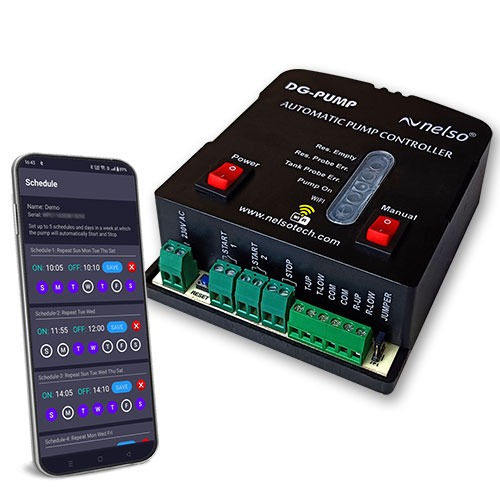 16:43
Schedule
Name: Demo
Serial:
Set up to 5 schedules and days in a week at which
the pump will automatically Start and Stop
Schedule-1: Repeat Sun Mon Tue Thu Sat
ON: 10:05 OFF: 10:10 SAVE
S M T W T F S
Schedule-2: Repeat Tue Wed
ON: 11:55 OFF: 12:00 SAVE
S M T W T F S
Schedule-3: Repeat Sun Tue Wed Thu Sat
ON: 14:05 OFF: 14:10 SAVE
S M T W T F S
Schedule-4: Repeat Mon Wed Fri
DG-PUMP
nelso®
AUTOMATIC PUMP CONTROLLER
Power
Res. Empty
Res. Probe Err.
Tank Probe Err.
Pump On
WiFi
Manual
WiFi
www.nelsotech.com
230V AC
RESET
START 1
START 2
STOP
T-UP
T-LOW
COM
COM
R-UP
R-LOW
JUMPER